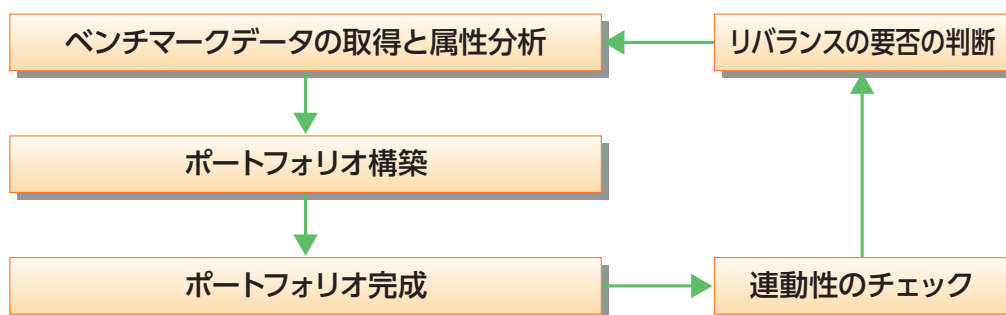 ベンチマークデータの取得と属性分析
リバランスの要否の判断
ポートフォリオ構築
ポートフォリオ完成
連動性のチェック